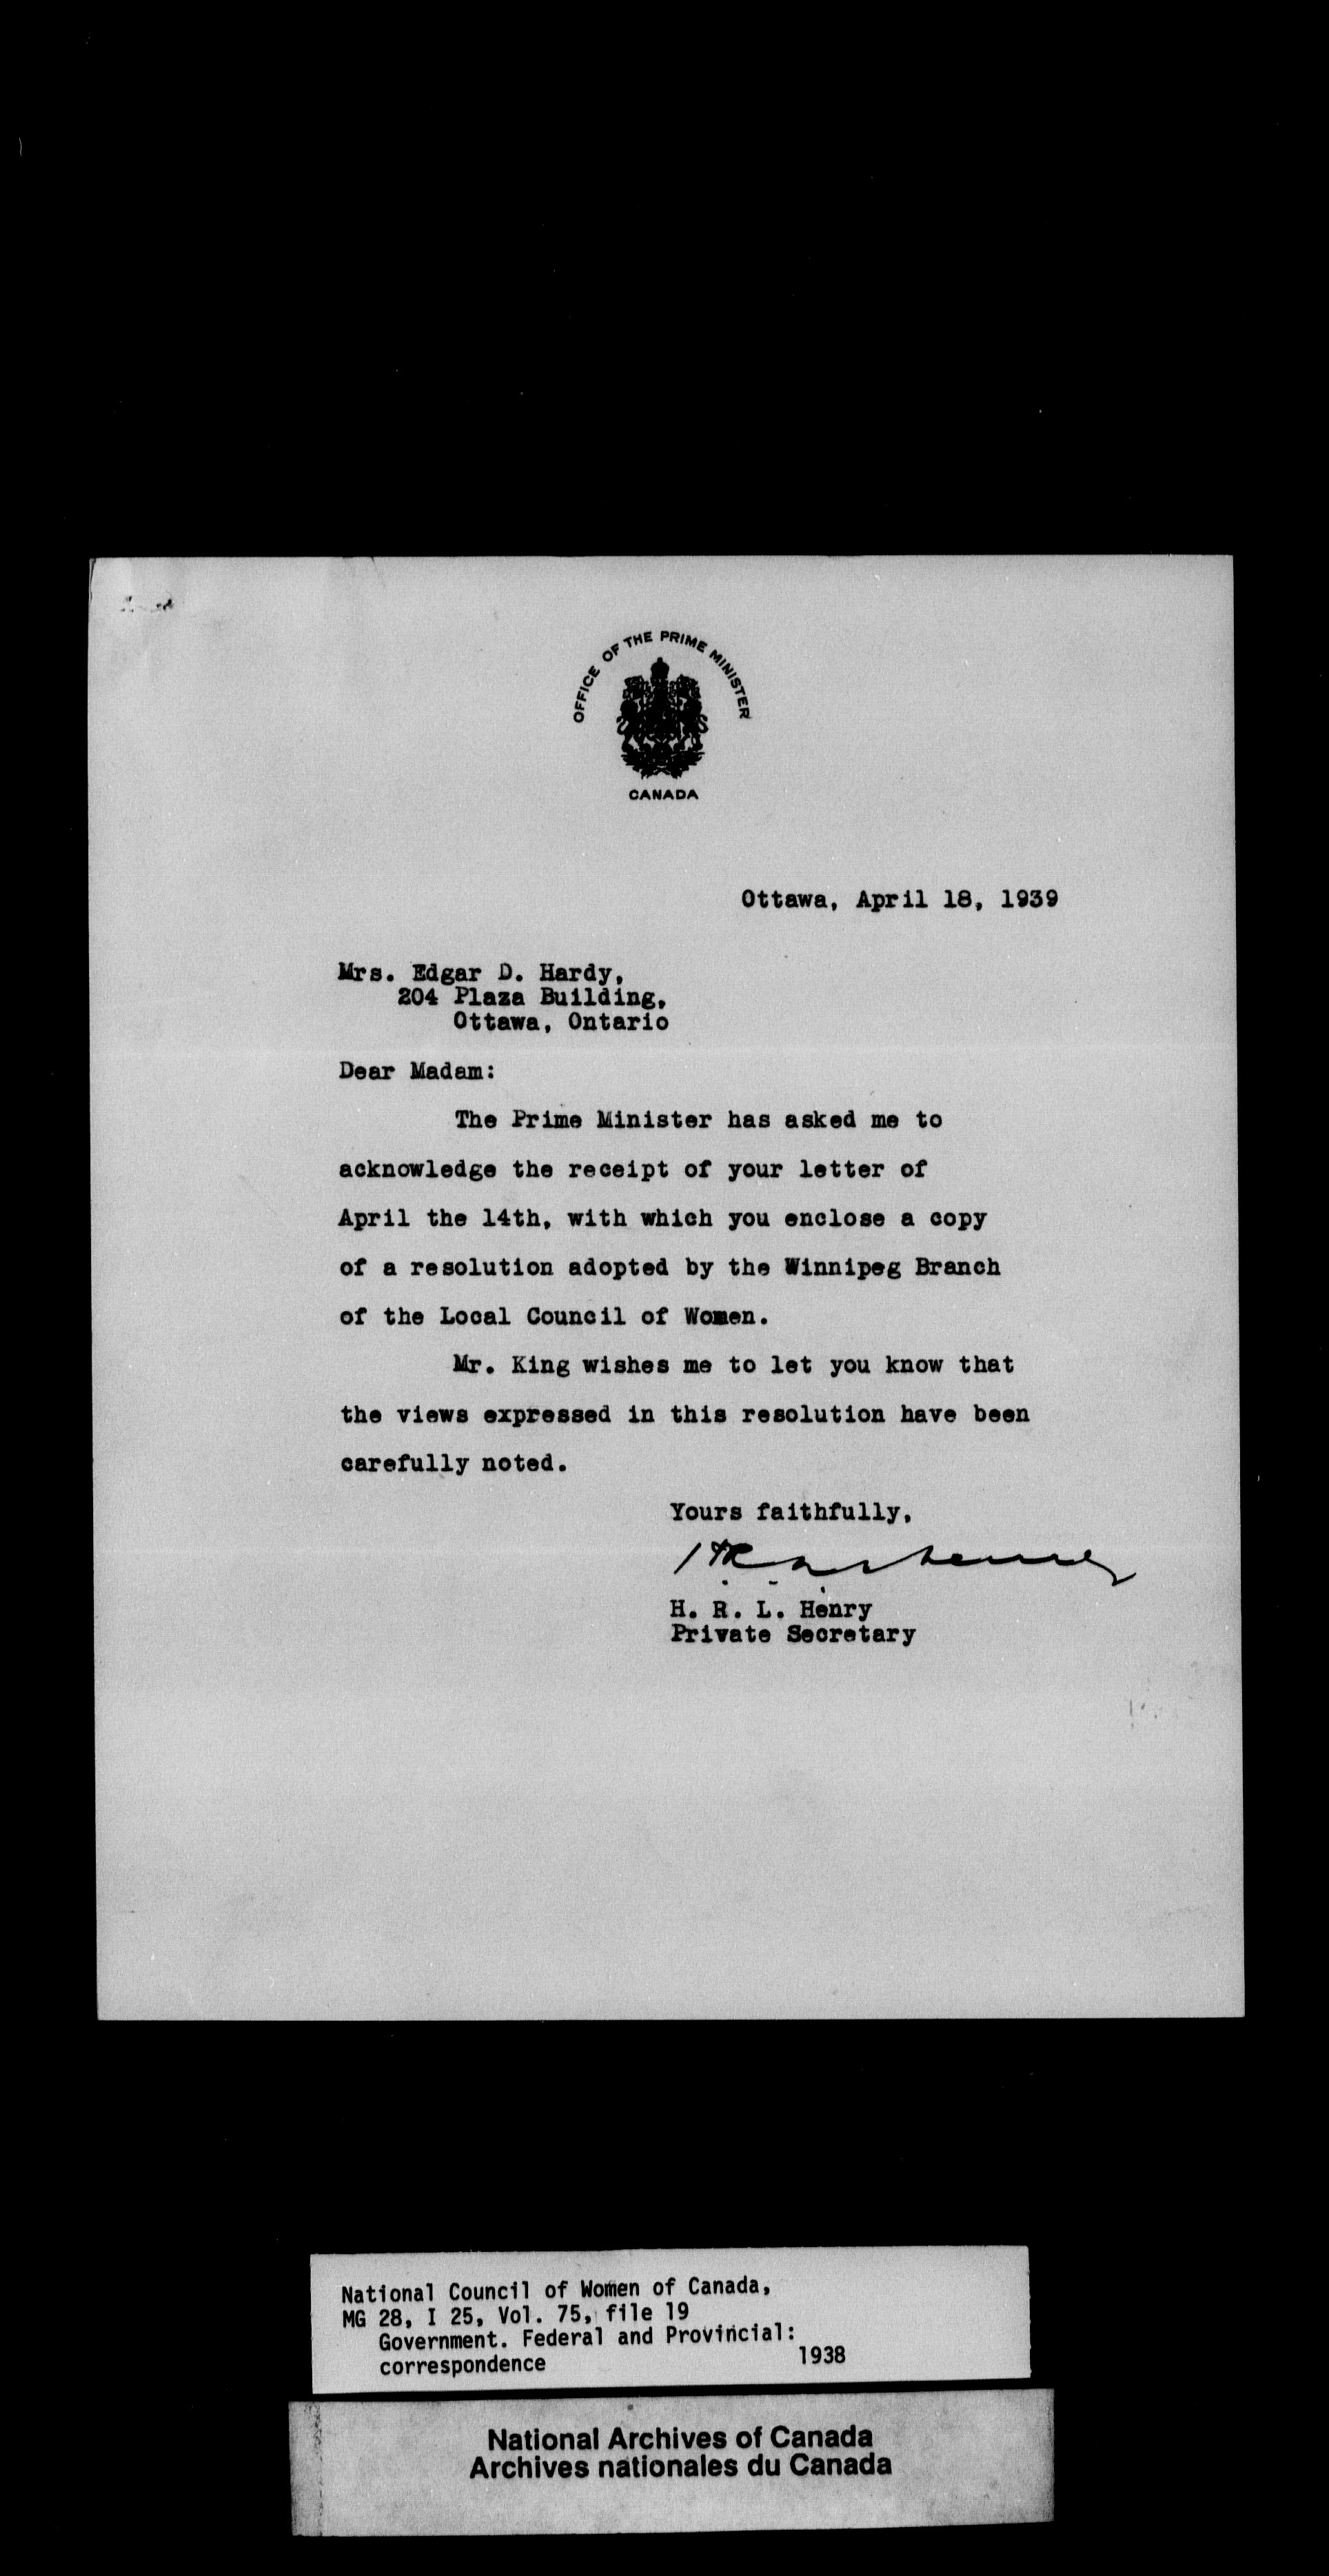 OFFICE OF THE PRIME MINISTER
CANADA
Ottawa, April 18, 1939
Mrs. Edgar D. Hardy,
204 Plaza Building,
Ottawa, Ontario
Dear Madam:
The Prime Minister has asked me to
acknowledge the receipt of your letter of
April the 14th, with which you enclose a copy
of a resolution adopted by the Winnipeg Branch
of the Local Council of Women.
Mr. King wishes me to let you know that
the views expressed in this resolution have been
carefully noted.
Yours faithfully,
H. R. L. Henry
Private Secretary
National Council of Women of Canada,
MG 28, I 25, Vol. 75, file 19
Government. Federal and Provincial:
correspondence 1938
National Archives of Canada
Archives nationales du Canada